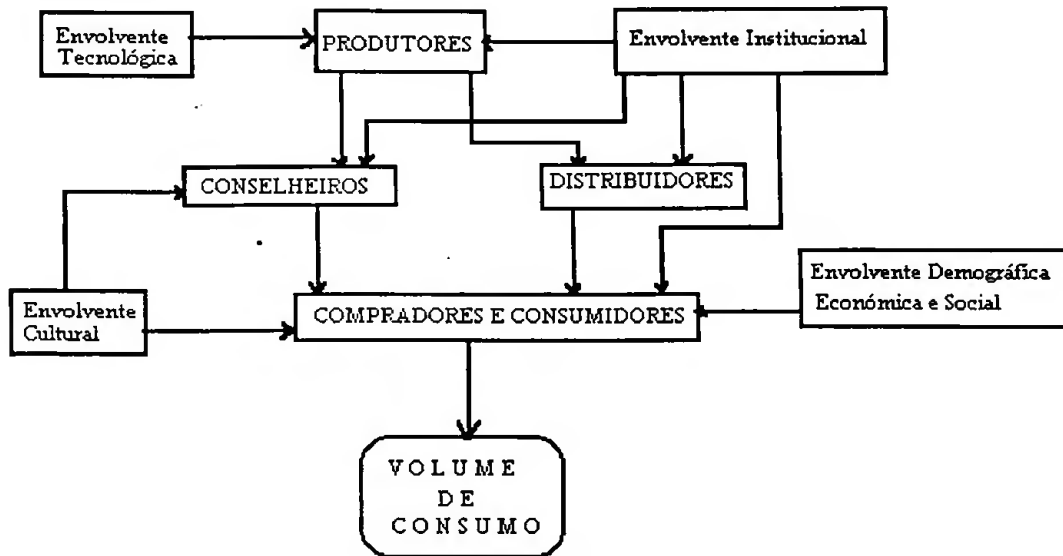 Envolvente
Tecnológica
PRODUTORES
Envolvente Institucional
CONSELHEIROS
DISTRIBUIDORES
Envolvente Demográfica
Económica e Social
Envolvente
Cultural
COMPRADORES E CONSUMIDORES
VOLUME
DE
CONSUMO